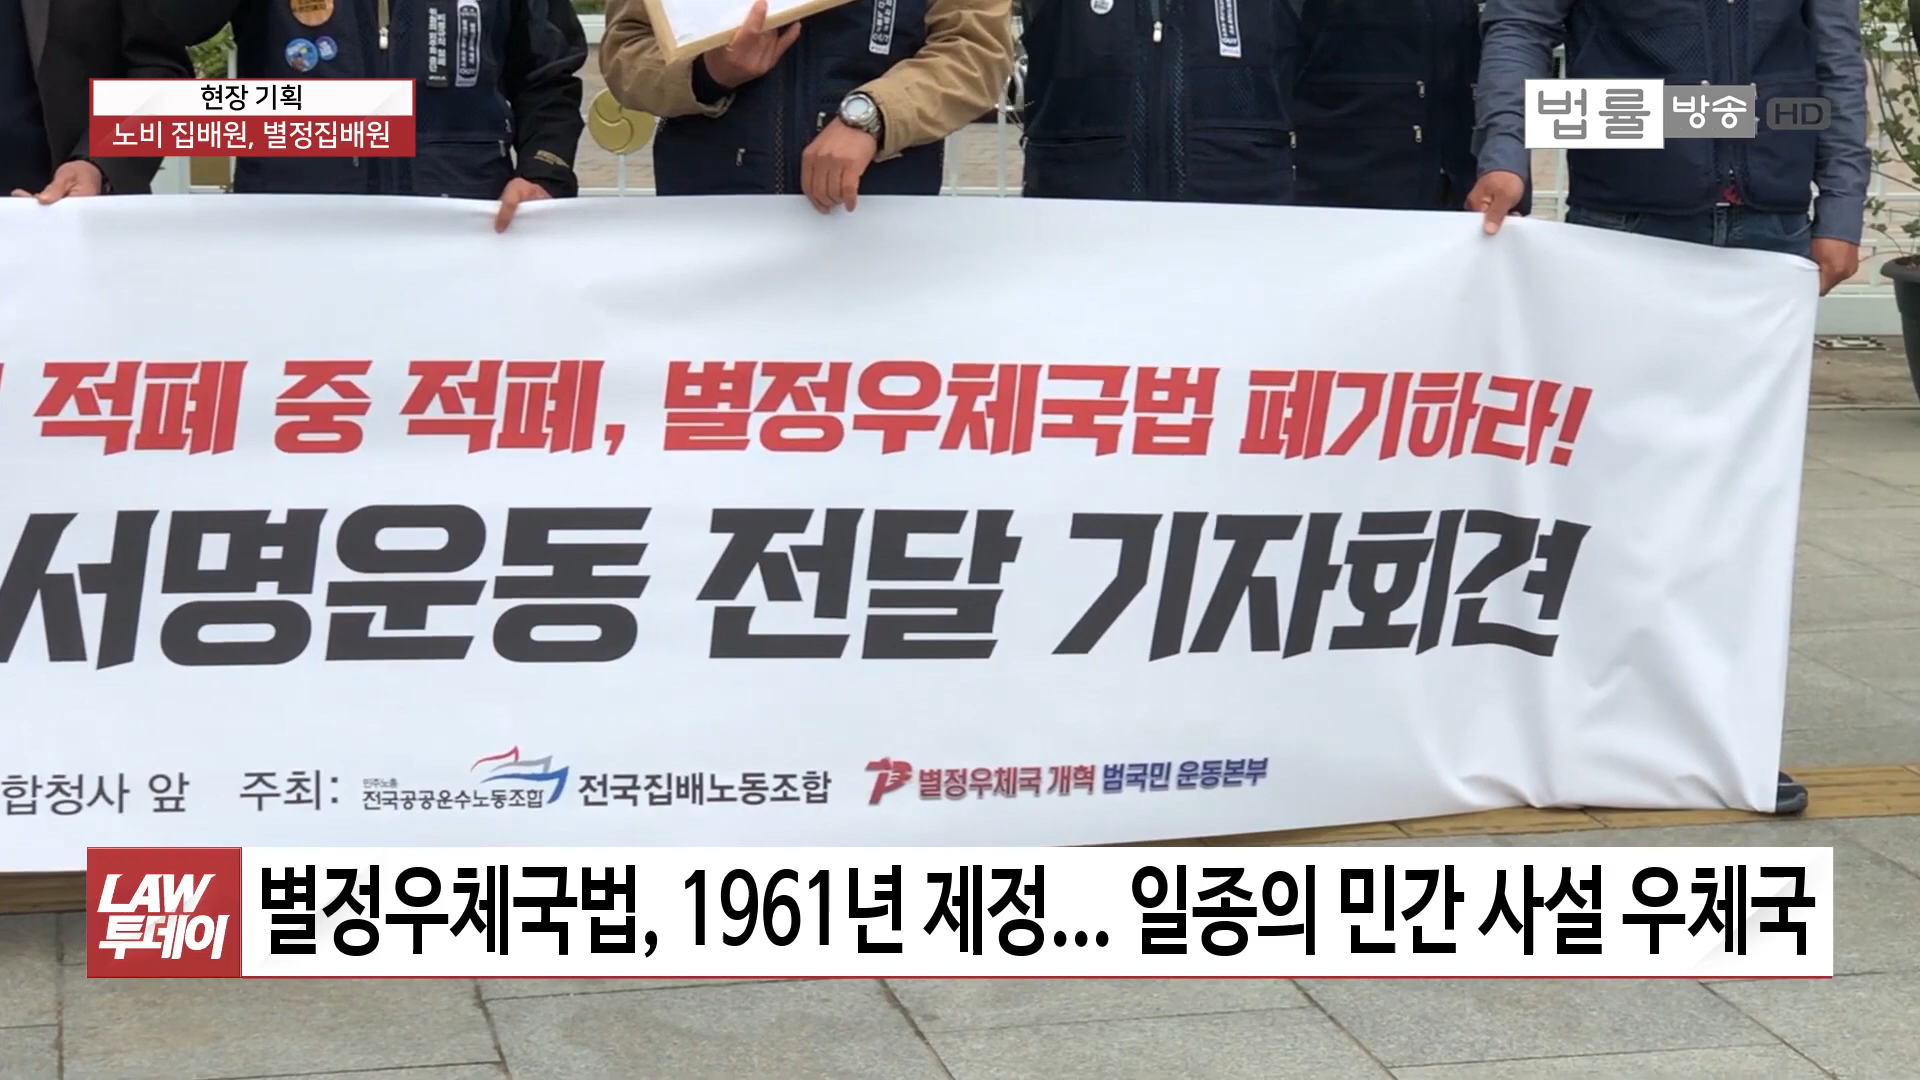 현장 기획
노비 집배원, 별정집배원
법률방송 HD
적폐 중 적폐, 별정우체국법 폐기하라!
서명운동 전달 기자회견
합청사 앞 주최: 민주노총 전국공공운수노동조합 전국집배노동조합 별정우체국 개혁 범국민 운동본부
LAW 투데이
별정우체국법, 1961년 제정... 일종의 민간 사설 우체국